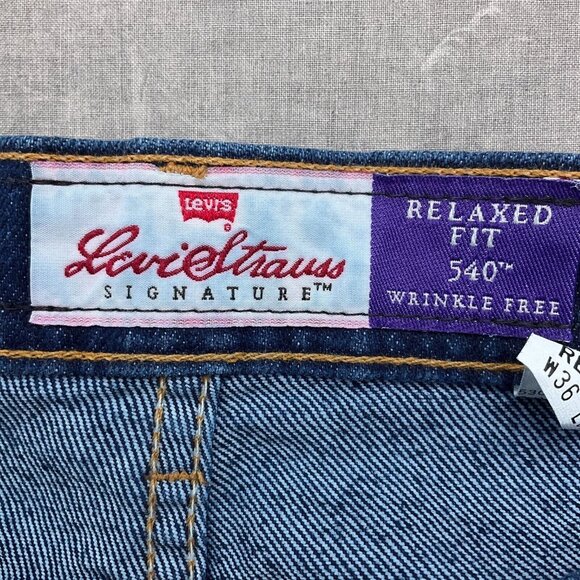 Levi's
Levi Strauss
SIGNATURE™
RELAXED
FIT
540™
WRINKLE FREE
W36